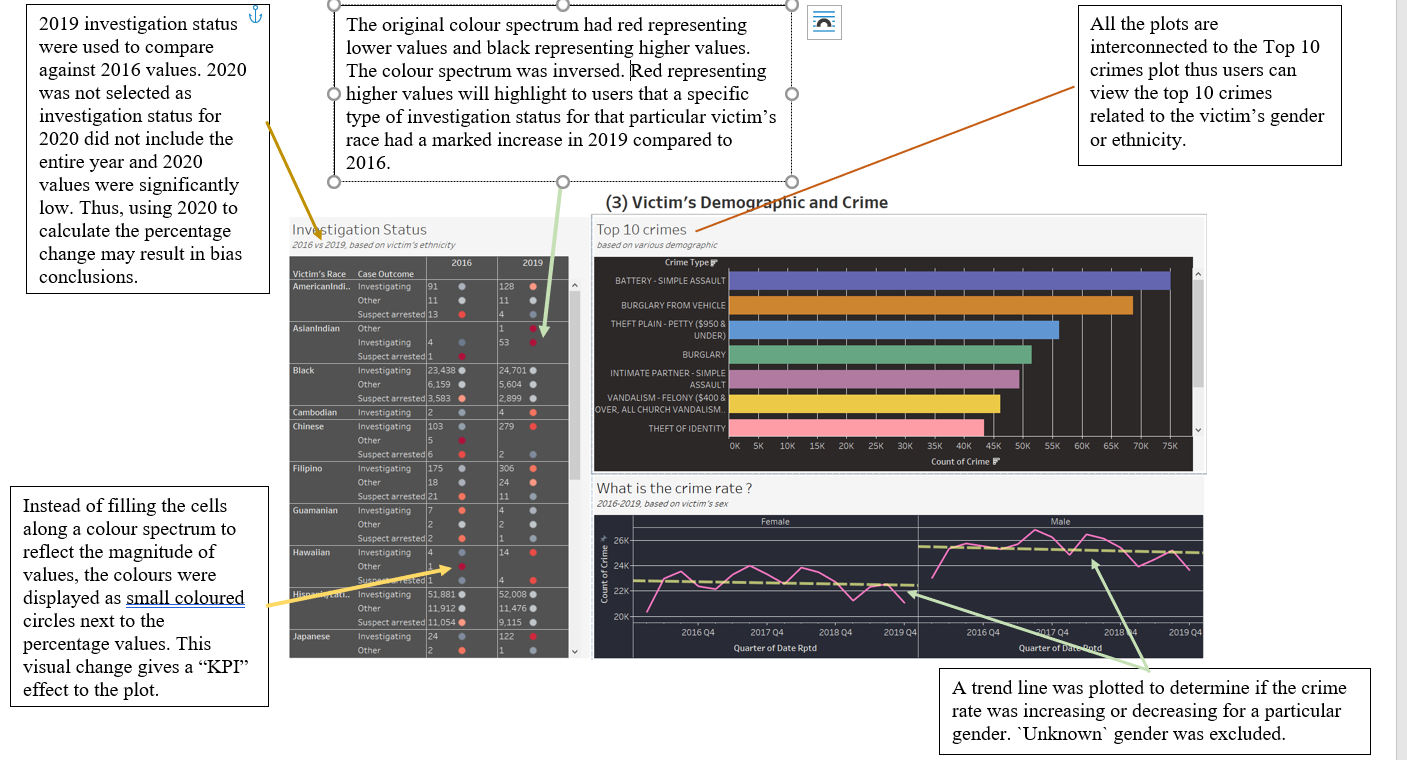 2019 investigation status
were used to compare
against 2016 values. 2020
was not selected as
investigation status for
2020 did not include the
entire year and 2020
values were significantly
low. Thus, using 2020 to
calculate the percentage
change may result in bias
conclusions.
The original colour spectrum had red representing
lower values and black representing higher values.
The colour spectrum was inversed. Red representing
higher values will highlight to users that a specific
type of investigation status for that particular victim's
race had a marked increase in 2019 compared to
2016.
All the plots are
interconnected to the Top 10
crimes plot thus users can
view the top 10 crimes
related to the victim's gender
or ethnicity.
(3) Victim's Demographic and Crime
Investigation Status
2016 vs 2019, based on victim's ethnicity
2016 2019
Victim's Race Case Outcome
AmericanIndi.. Investigating 91 128
Other 11 11
Suspect arrested 13 4
AsianIndian Other 1
Investigating 4 53
Suspect arrested 1
Black Investigating 23,438 24,701
Other 6,159 5,604
Suspect arrested 3,583 2,899
Cambodian Investigating 2 4
Chinese Investigating 103 279
Other 5
Suspect arrested 6 2
Filipino Investigating 175 306
Other 18 24
Suspect arrested 21 11
Guamanian Investigating 7 4
Other 2 2
Suspect arrested 2 1
Hawaiian Investigating 4 14
Other 1
Suspect arrested 1 4
Hispanic/Lati.. Investigating 51,881 52,008
Other 11,912 11,476
Suspect arrested 11,054 9,115
Japanese Investigating 24 122
Other 2 1
Top 10 crimes
based on various demographic
Crime Type
BATTERY - SIMPLE ASSAULT
BURGLARY FROM VEHICLE
THEFT PLAIN - PETTY ($950 &
UNDER)
BURGLARY
INTIMATE PARTNER - SIMPLE
ASSAULT
VANDALISM - FELONY ($400 &
OVER, ALL CHURCH VANDALISM..
THEFT OF IDENTITY
0K 5K 10K 15K 20K 25K 30K 35K 40K 45K 50K 55K 60K 65K 70K 75K
Count of Crime
What is the crime rate ?
2016-2019, based on victim's sex
Female Male
Count of Crime
26K
24K
22K
20K
2016 Q4 2017 Q4 2018 Q4 2019 Q4 2016 Q4 2017 Q4 2018 Q4 2019 Q4
Quarter of Date Rptd Quarter of Date Rptd
Instead of filling the cells
along a colour spectrum to
reflect the magnitude of
values, the colours were
displayed as small coloured
circles next to the
percentage values. This
visual change gives a “KPI”
effect to the plot.
A trend line was plotted to determine if the crime
rate was increasing or decreasing for a particular
gender. `Unknown` gender was excluded.